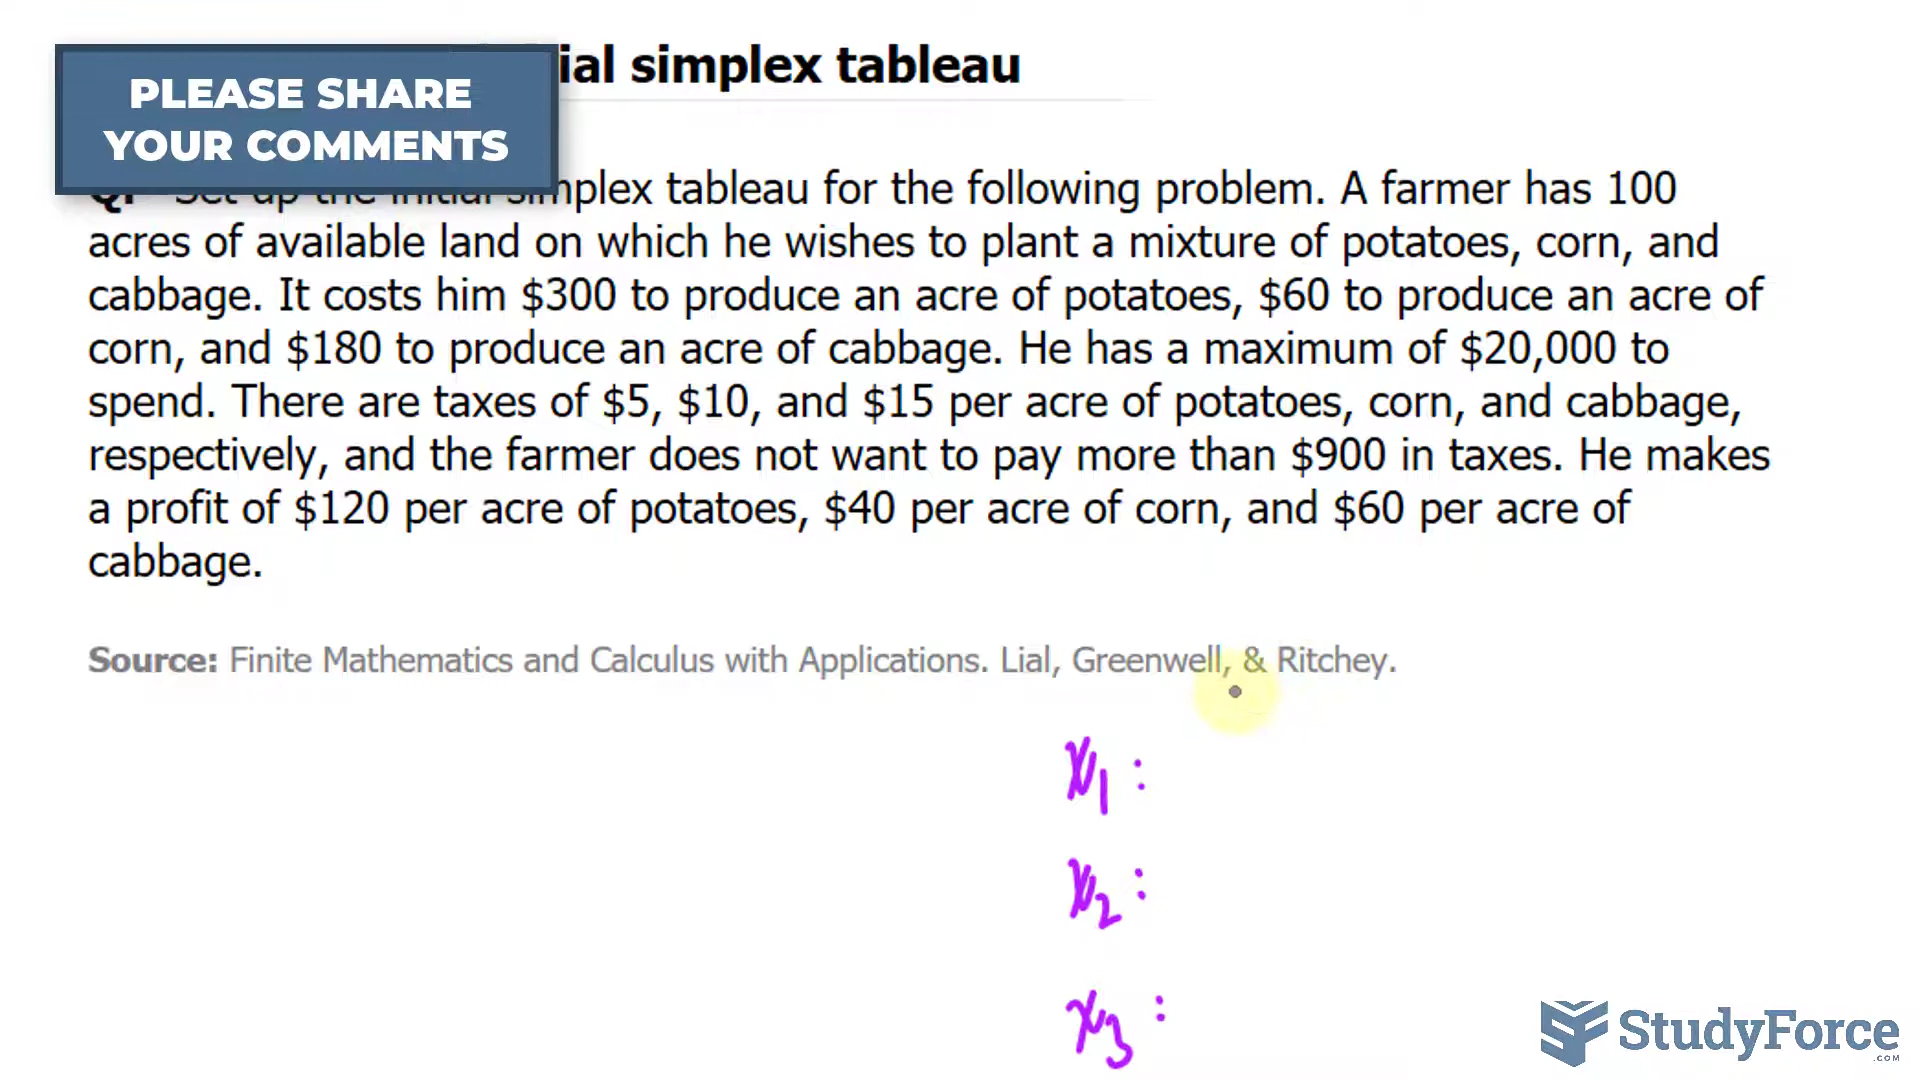 ial simplex tableau
PLEASE SHARE
YOUR COMMENTS
Q: Set up the initial simplex tableau for the following problem. A farmer has 100
acres of available land on which he wishes to plant a mixture of potatoes, corn, and
cabbage. It costs him $300 to produce an acre of potatoes, $60 to produce an acre of
corn, and $180 to produce an acre of cabbage. He has a maximum of $20,000 to
spend. There are taxes of $5, $10, and $15 per acre of potatoes, corn, and cabbage,
respectively, and the farmer does not want to pay more than $900 in taxes. He makes
a profit of $120 per acre of potatoes, $40 per acre of corn, and $60 per acre of
cabbage.
Source: Finite Mathematics and Calculus with Applications. Lial, Greenwell, & Ritchey.
x₁ :
x₂ :
x₃ :
StudyForce
.COM